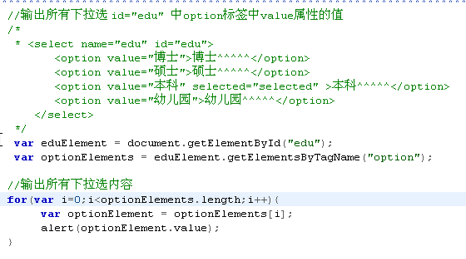 //输出所有下拉选 id="edu" 中option标签中value属性的值
/*
 * <select name="edu" id="edu">
       <option value="博士">博士^^^^^</option>
       <option value="硕士">硕士^^^^^</option>
       <option value="本科" selected="selected" >本科^^^^^</option>
       <option value="幼儿园">幼儿园^^^^^</option>
    </select>
 */
 var eduElement = document.getElementById("edu");
 var optionElements = eduElement.getElementsByTagName("option");
//输出所有下拉选内容
for(var i=0;i<optionElements.length;i++){
     var optionElement = optionElements[i];
     alert(optionElement.value);
}